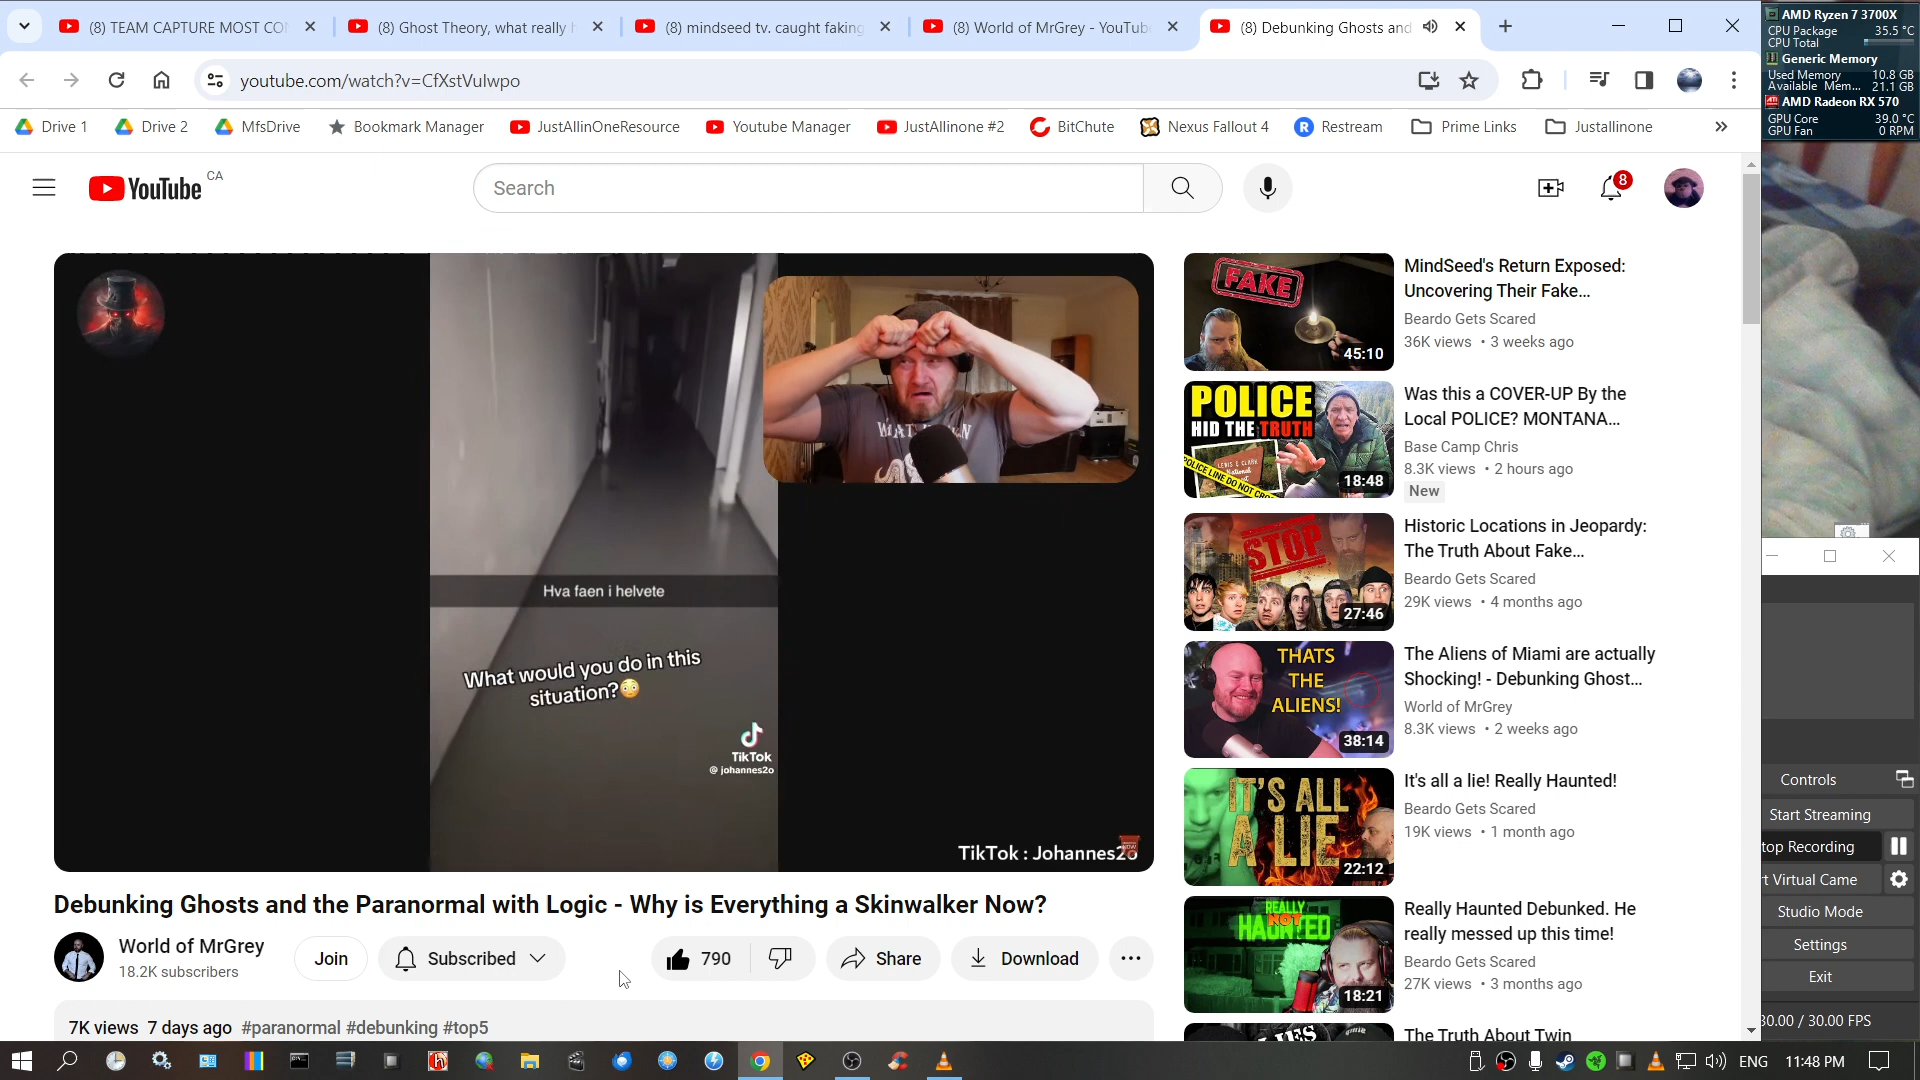 (8) TEAM CAPTURE MOST CO
(8) Ghost Theory, what really
(8) mindseed tv. caught faking
(8) World of MrGrey - YouTube
(8) Debunking Ghosts and
youtube.com/watch?v=CfXstVulwpo
Drive 1
Drive 2
MfsDrive
Bookmark Manager
JustAllinOneResource
Youtube Manager
JustAllinone #2
BitChute
Nexus Fallout 4
Restream
Prime Links
Justallinone
AMD Ryzen 7 3700X
CPU Package 35.5 °C
CPU Total
Generic Memory
Used Memory 10.8 GB
Available Mem... 21.1 GB
AMD Radeon RX 570
GPU Core 39.0 °C
GPU Fan 0 RPM
YouTube CA
Search
8
Hva faen i helvete
What would you do in this
situation?😳
TikTok
@johannes2o
TikTok : Johannes2o
Debunking Ghosts and the Paranormal with Logic - Why is Everything a Skinwalker Now?
World of MrGrey
18.2K subscribers
Join
Subscribed
790
Share
Download
7K views 7 days ago #paranormal #debunking #top5
FAKE
45:10
MindSeed's Return Exposed:
Uncovering Their Fake...
Beardo Gets Scared
36K views • 3 weeks ago
POLICE
HID THE TRUTH
LEWIS & CLARK
National
POLICE LINE DO NOT CRO
18:48
Was this a COVER-UP By the
Local POLICE? MONTANA...
Base Camp Chris
8.3K views • 2 hours ago
New
STOP
27:46
Historic Locations in Jeopardy:
The Truth About Fake...
Beardo Gets Scared
29K views • 4 months ago
THATS
THE
ALIENS!
38:14
The Aliens of Miami are actually
Shocking! - Debunking Ghost...
World of MrGrey
8.3K views • 2 weeks ago
IT'S ALL
A LIE
22:12
It's all a lie! Really Haunted!
Beardo Gets Scared
19K views • 1 month ago
REALLY
NOT
HAUNTED
18:21
Really Haunted Debunked. He
really messed up this time!
Beardo Gets Scared
27K views • 3 months ago
LIES
The Truth About Twin
Controls
Start Streaming
top Recording
t Virtual Came
Studio Mode
Settings
Exit
30.00 / 30.00 FPS
ENG
11:48 PM